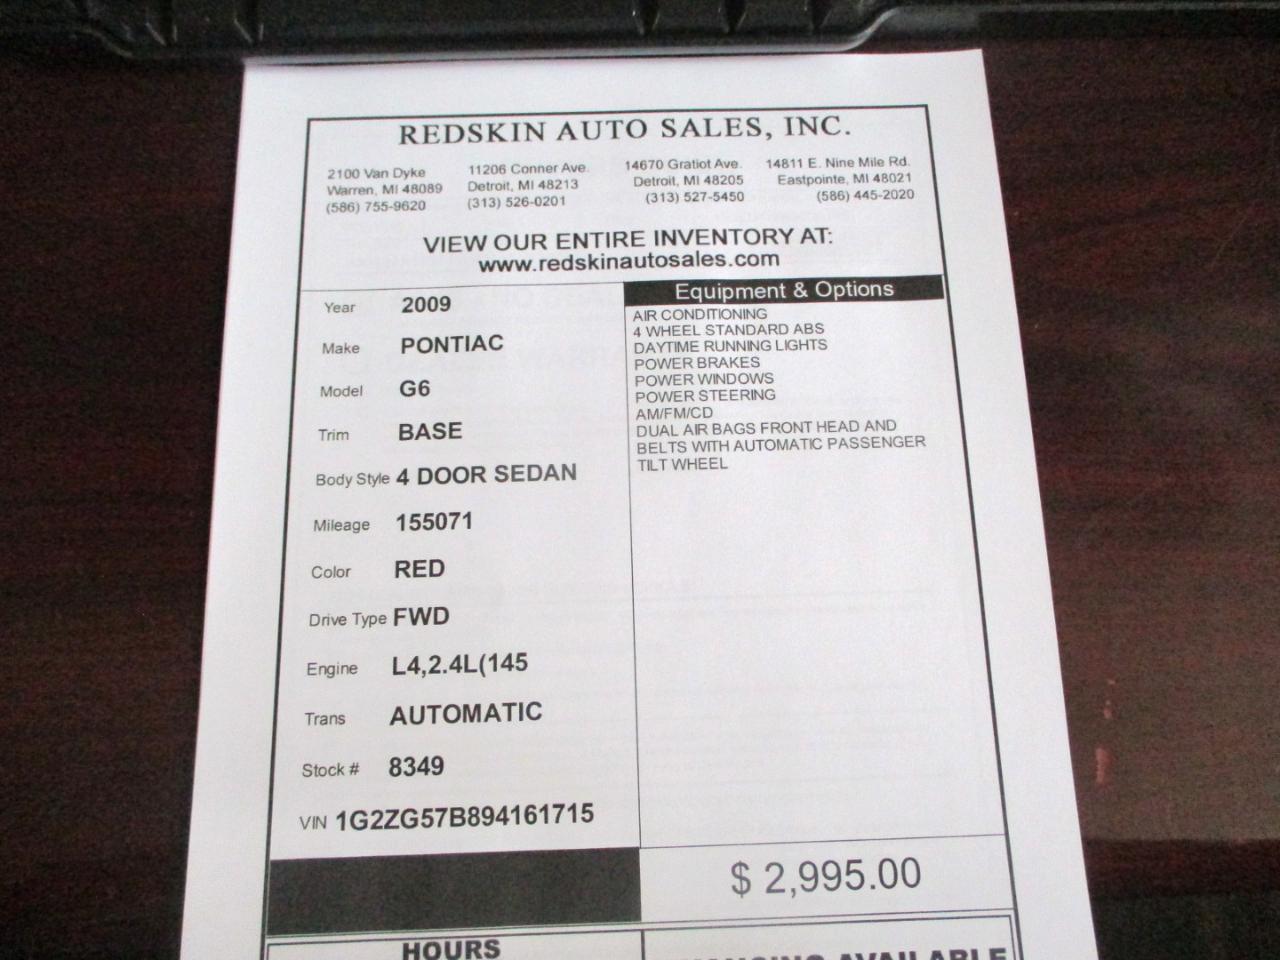 REDSKIN AUTO SALES, INC.
2100 Van Dyke
Warren, MI 48089
(586) 755-9620
11206 Conner Ave.
Detroit, MI 48213
(313) 526-0201
14670 Gratiot Ave.
Detroit, MI 48205
(313) 527-5450
14811 E. Nine Mile Rd.
Eastpointe, MI 48021
(586) 445-2020
VIEW OUR ENTIRE INVENTORY AT:
www.redskinautosales.com
Year 2009
Make PONTIAC
Model G6
Trim BASE
Body Style 4 DOOR SEDAN
Mileage 155071
Color RED
Drive Type FWD
Engine L4,2.4L(145
Trans AUTOMATIC
Stock # 8349
VIN 1G2ZG57B894161715
Equipment & Options
AIR CONDITIONING
4 WHEEL STANDARD ABS
DAYTIME RUNNING LIGHTS
POWER BRAKES
POWER WINDOWS
POWER STEERING
AM/FM/CD
DUAL AIR BAGS FRONT HEAD AND
BELTS WITH AUTOMATIC PASSENGER
TILT WHEEL
$ 2,995.00
HOURS
AVAILABLE